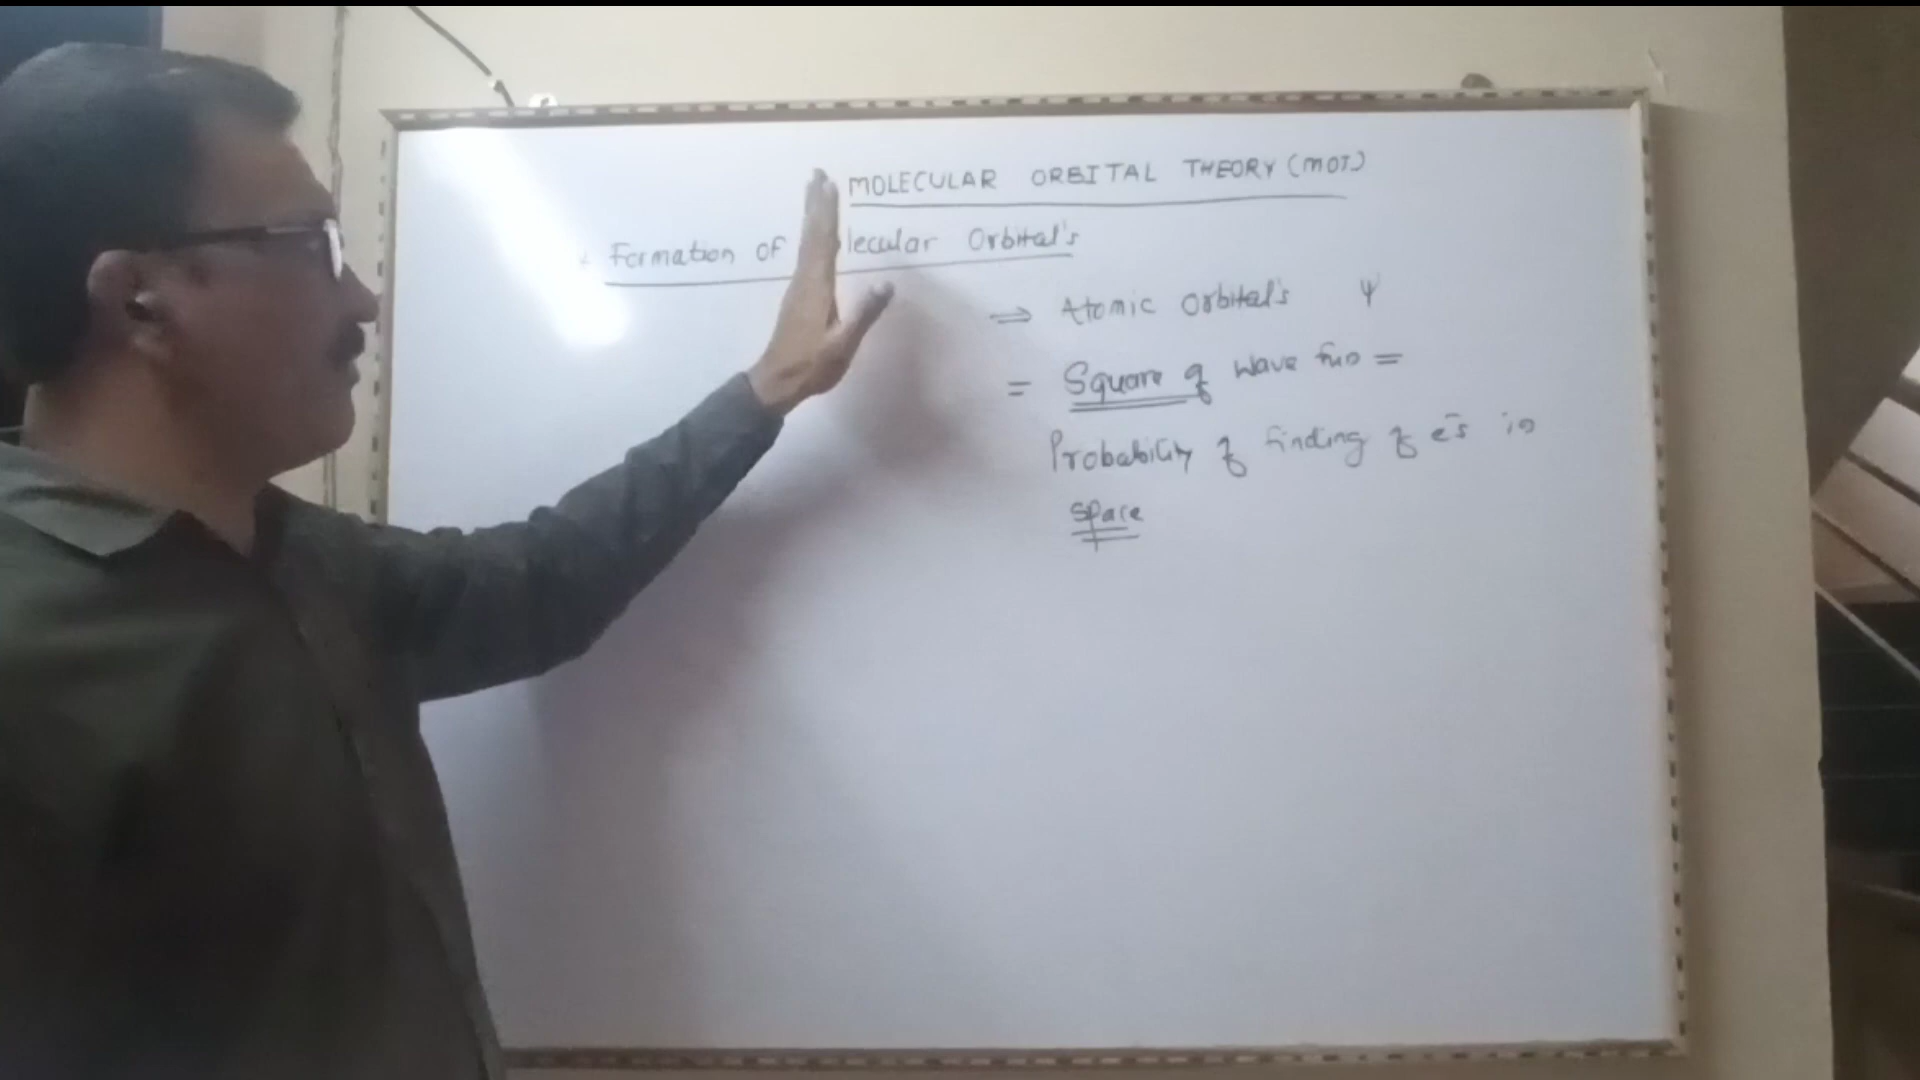 MOLECULAR ORBITAL THEORY (MOT)
Formation of lecular Orbital's
⇒ Atomic orbital's ψ
= Square of wave fun =
Probability of finding of e⁻s in
space